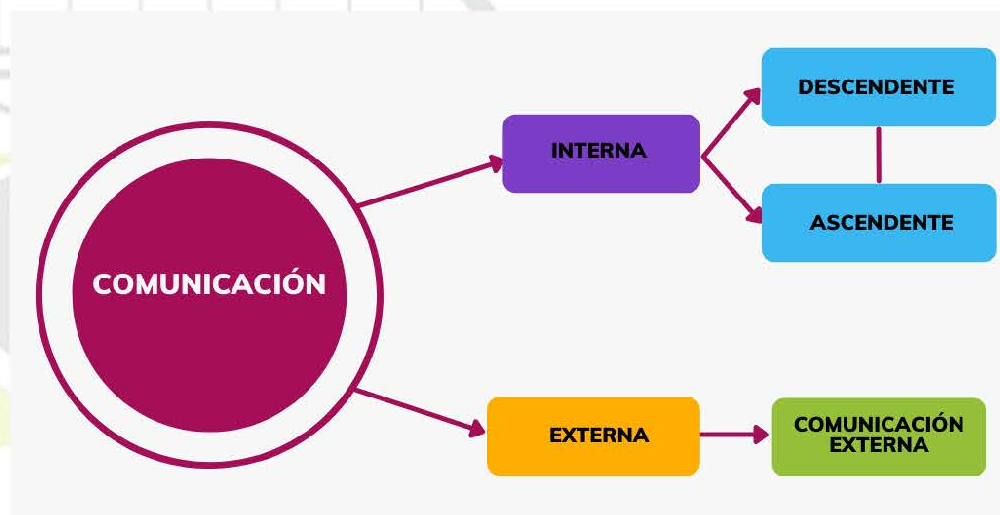 COMUNICACIÓN
INTERNA
DESCENDENTE
ASCENDENTE
EXTERNA
COMUNICACIÓN
EXTERNA